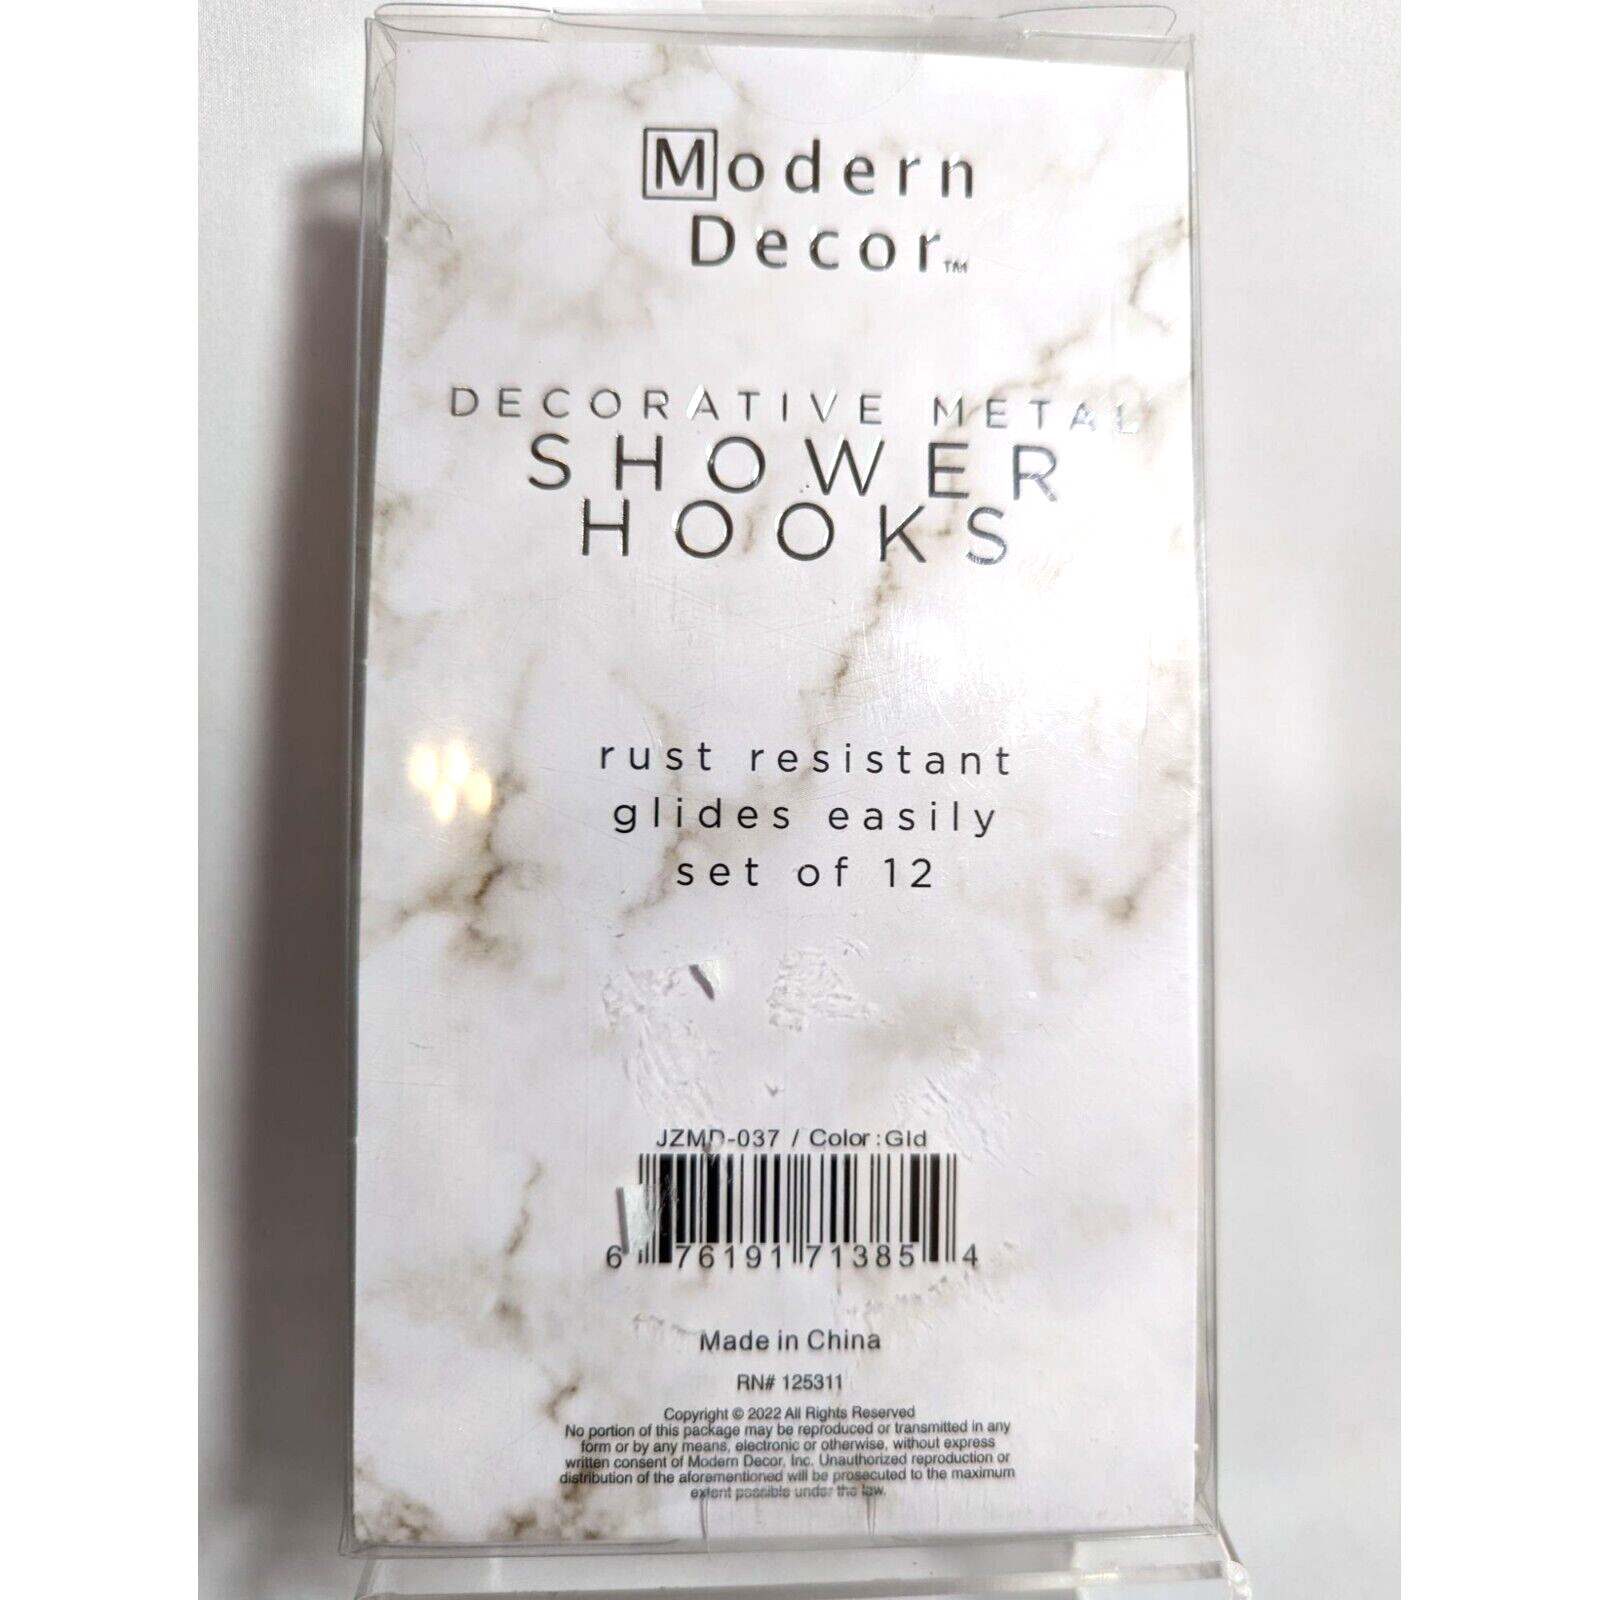 Modern
Decor™
DECORATIVE METAL
SHOWER
HOOKS
rust resistant
glides easily
set of 12
JZMD-037 / Color:Gld
6 76191 71385 4
Made in China
RN# 125311
Copyright © 2022 All Rights Reserved
No portion of this package may be reproduced or transmitted in any
form or by any means, electronic or otherwise, without express
written consent of Modern Decor, Inc. Unauthorized reproduction or
distribution of the aforementioned will be prosecuted to the maximum
extent possible under the law.